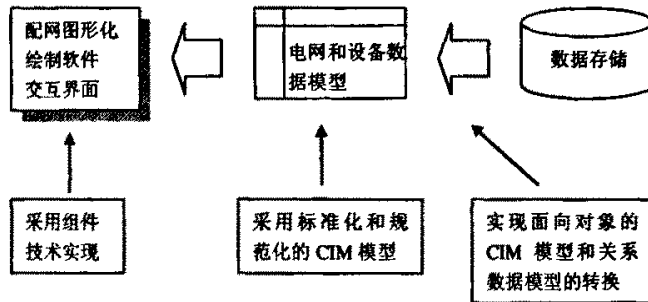 配网图形化
绘制软件
交互界面
电网和设备数
据模型
数据存储
采用组件
技术实现
采用标准化和规
范化的 CIM 模型
实现面向对象的
CIM 模型和关系
数据模型的转换